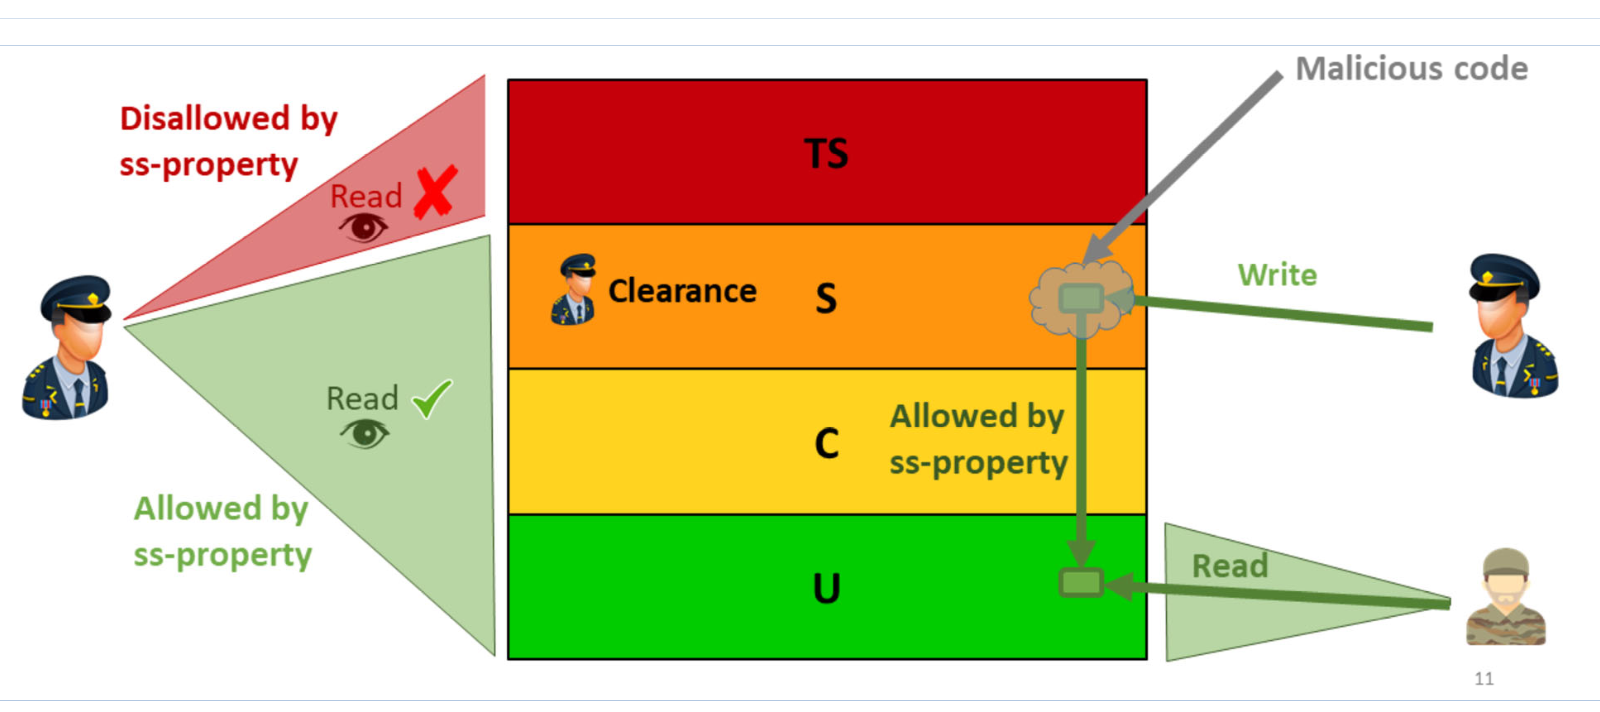 Malicious code
Disallowed by
ss-property
Read
TS
Clearance
S
Write
Read
Allowed by
ss-property
C
Allowed by
ss-property
U
Read
11